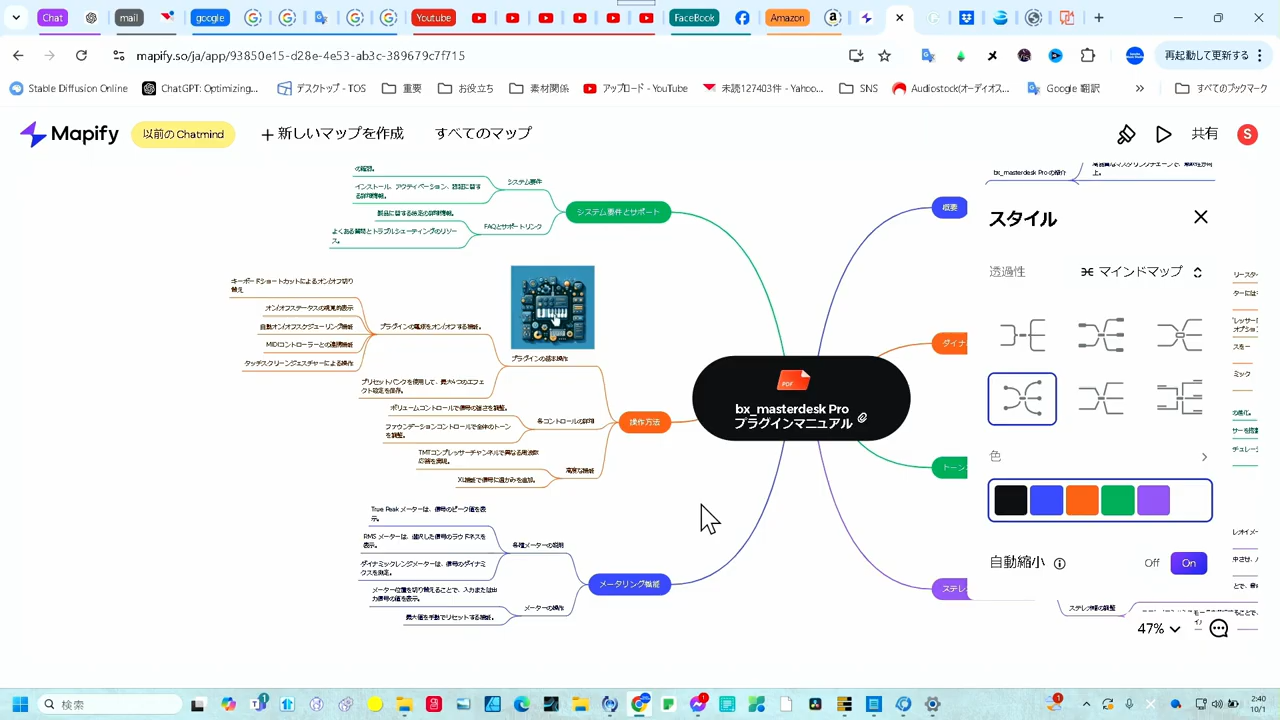 Chat
mail
google
Youtube
FaceBook
Amazon
mapify.so/ja/app/93850e15-d28e-4e53-ab3c-389679c7f715
再起動して更新する
Stable Diffusion Online
ChatGPT: Optimizing...
デスクトップ - TOS
重要
お役立ち
素材関係
アップロード - YouTube
未読127403件 - Yahoo...
SNS
Audiostock(オーディオス...
Google 翻訳
すべてのブックマーク
Mapify
以前の Chatmind
新しいマップを作成
すべてのマップ
共有
S
の確認。
インストール、アクティベーション、認証に関する詳細情報。
システム要件
製品に関する特定の詳細情報。
よくある質問とトラブルシューティングのリソース。
FAQとサポートリンク
システム要件とサポート
キーボードショートカットによるオン/オフ切り替え
オン/オフステータスの視覚的表示
自動オン/オフスケジューリング機能
MIDIコントローラーとの連携機能
タッチスクリーンジェスチャーによる操作
プラグインの電源をオン/オフする機能。
プリセットバンクを使用して、最大4つのエフェクト設定を保存。
プラグインの基本操作
ボリュームコントロールで信号の強さを調整。
ファウンデーションコントロールで全体のトーンを調整。
各コントロールの説明
TMTコンプレッサーチャンネルで異なる周波数応答を実現。
XL機能で信号に温かみを追加。
高度な機能
操作方法
True Peak メーターは、信号のピーク値を表示。
RMS メーターは、選択した信号のラウドネスを表示。
ダイナミックレンジメーターは、信号のダイナミクスを測定。
各種メーターの説明
メーター位置を切り替えることで、入力または出力信号の値を表示。
最大値を手動でリセットする機能。
メーターの操作
メータリング機能
PDF
bx_masterdesk Pro
プラグインマニュアル
bx_masterdesk Pro の紹介
概要
ダイナ
トーン
ステレ
スタイル
透過性
マインドマップ
色
自動縮小
Off
On
ステレオ幅の調整
47%
検索
2:40
10/1